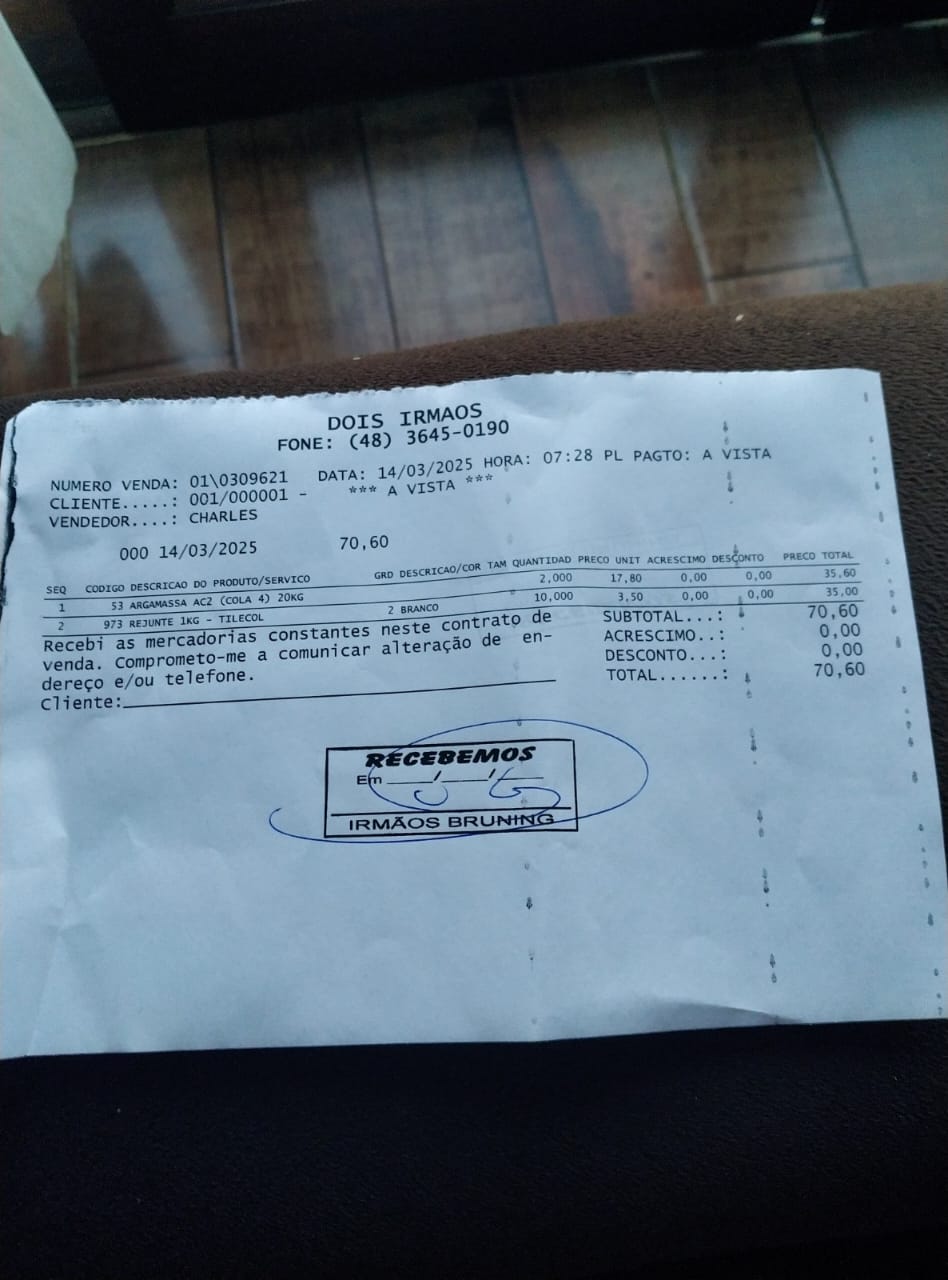 DOIS IRMAOS
FONE: (48) 3645-0190
NUMERO VENDA: 01\0309621 DATA: 14/03/2025 HORA: 07:28 PL PAGTO: A VISTA
CLIENTE.....: 001/000001 - *** A VISTA ***
VENDEDOR....: CHARLES
000 14/03/2025 70,60
SEQ CODIGO DESCRICAO DO PRODUTO/SERVICO GRD DESCRICAO/COR TAM QUANTIDAD PRECO UNIT ACRESCIMO DESCONTO PRECO TOTAL
1 53 ARGAMASSA AC2 (COLA 4) 20KG 2,000 17,80 0,00 0,00 35,60
2 973 REJUNTE 1KG - TILECOL 2 BRANCO 10,000 3,50 0,00 0,00 35,00
Recebi as mercadorias constantes neste contrato de
venda. Comprometo-me a comunicar alteração de en-
dereço e/ou telefone.
Cliente:
SUBTOTAL...: 70,60
ACRESCIMO..: 0,00
DESCONTO...: 0,00
TOTAL......: 70,60
RECEBEMOS
Em ___/___/___
IRMÃOS BRUNING